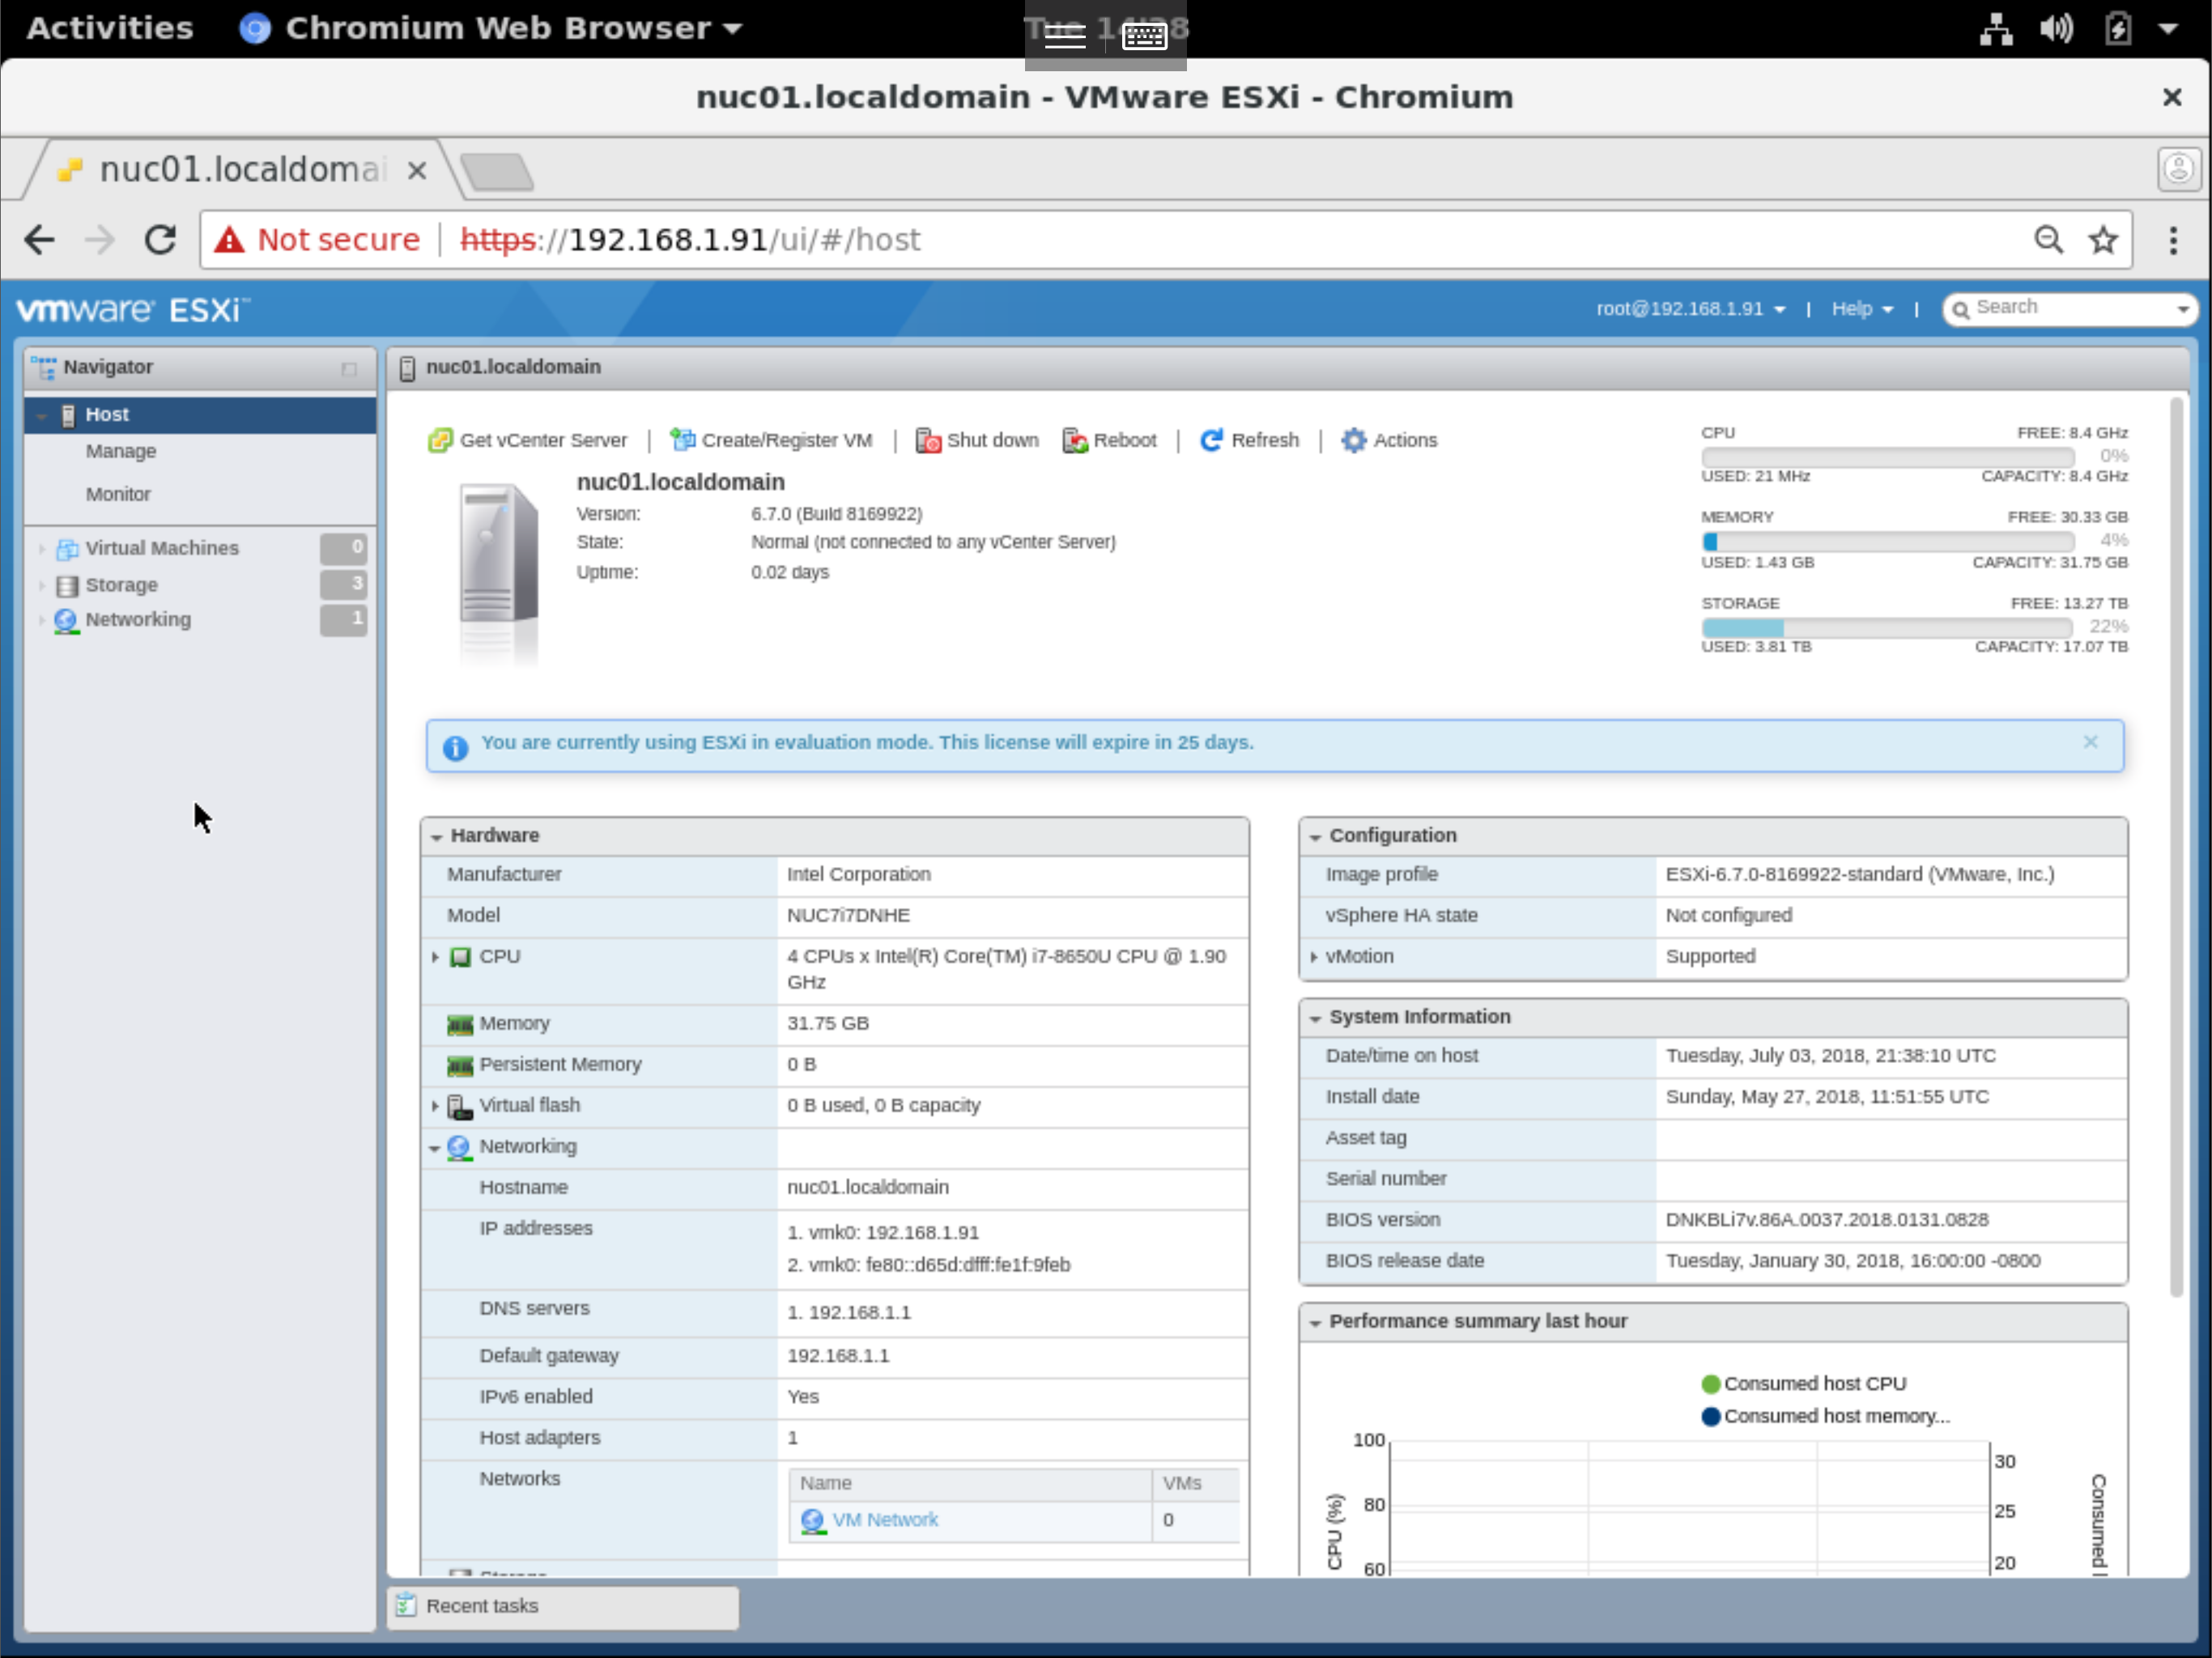 Activities Chromium Web Browser
nuc01.localdomain - VMware ESXi - Chromium
nuc01.localdomai
Not secure https://192.168.1.91/ui/#/host
vmware® ESXi™ root@192.168.1.91 | Help | Search
Navigator
Host
Manage
Monitor
Virtual Machines 0
Storage 3
Networking 1
nuc01.localdomain
Get vCenter Server | Create/Register VM | Shut down Reboot | Refresh | Actions
nuc01.localdomain
Version: 6.7.0 (Build 8169922)
State: Normal (not connected to any vCenter Server)
Uptime: 0.02 days
CPU FREE: 8.4 GHz
0%
USED: 21 MHz CAPACITY: 8.4 GHz
MEMORY FREE: 30.33 GB
4%
USED: 1.43 GB CAPACITY: 31.75 GB
STORAGE FREE: 13.27 TB
22%
USED: 3.81 TB CAPACITY: 17.07 TB
You are currently using ESXi in evaluation mode. This license will expire in 25 days.
Hardware
Manufacturer Intel Corporation
Model NUC7i7DNHE
CPU 4 CPUs x Intel(R) Core(TM) i7-8650U CPU @ 1.90
GHz
Memory 31.75 GB
Persistent Memory 0 B
Virtual flash 0 B used, 0 B capacity
Networking
Hostname nuc01.localdomain
IP addresses 1. vmk0: 192.168.1.91
2. vmk0: fe80::d65d:dfff:fe1f:9feb
DNS servers 1. 192.168.1.1
Default gateway 192.168.1.1
IPv6 enabled Yes
Host adapters 1
Networks Name VMs
VM Network 0
Configuration
Image profile ESXi-6.7.0-8169922-standard (VMware, Inc.)
vSphere HA state Not configured
vMotion Supported
System Information
Date/time on host Tuesday, July 03, 2018, 21:38:10 UTC
Install date Sunday, May 27, 2018, 11:51:55 UTC
Asset tag
Serial number
BIOS version DNKBLi7v.86A.0037.2018.0131.0828
BIOS release date Tuesday, January 30, 2018, 16:00:00 -0800
Performance summary last hour
Consumed host CPU
Consumed host memory...
100
80
60
CPU (%)
30
25
20
Consumed
Recent tasks